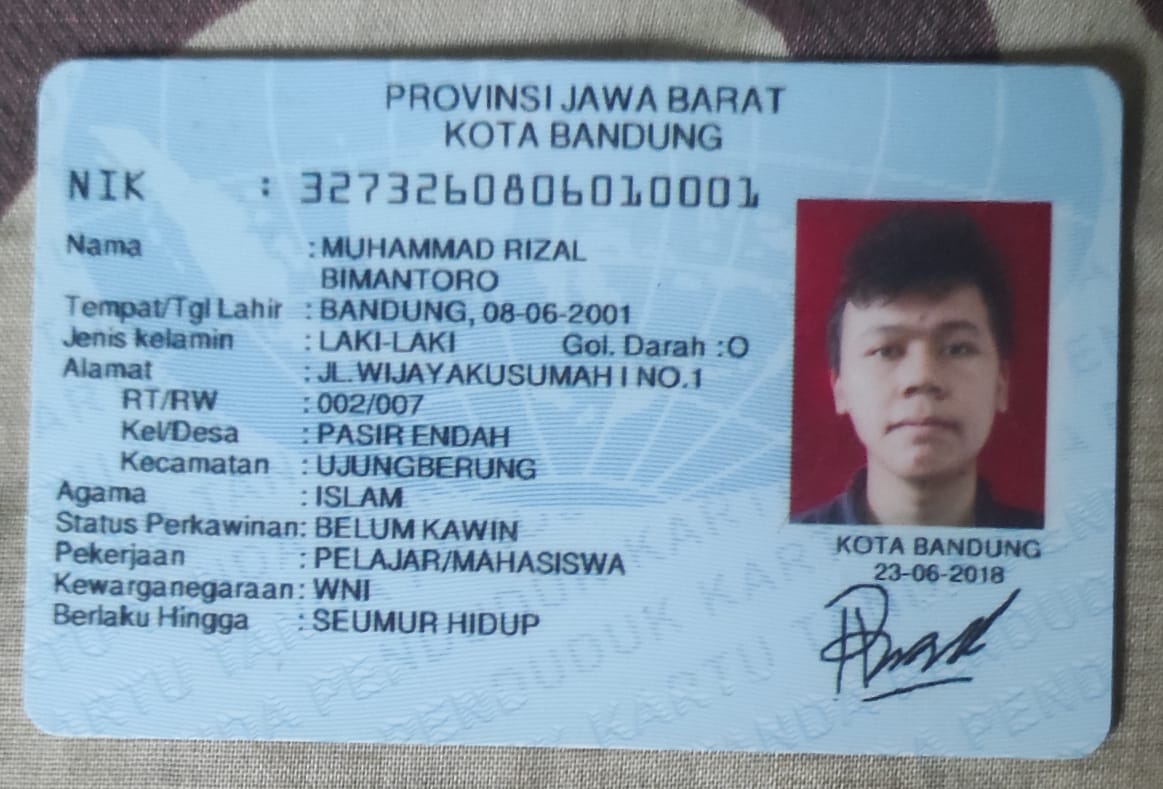 PROVINSI JAWA BARAT
KOTA BANDUNG
NIK : 3273260806010001
Nama : MUHAMMAD RIZAL
BIMANTORO
Tempat/Tgl Lahir : BANDUNG, 08-06-2001
Jenis kelamin : LAKI-LAKI Gol. Darah : O
Alamat : JL.WIJAYAKUSUMAH I NO.1
RT/RW : 002/007
Kel/Desa : PASIR ENDAH
Kecamatan : UJUNGBERUNG
Agama : ISLAM
Status Perkawinan: BELUM KAWIN
Pekerjaan : PELAJAR/MAHASISWA
Kewarganegaraan: WNI
Berlaku Hingga : SEUMUR HIDUP
KOTA BANDUNG
23-06-2018